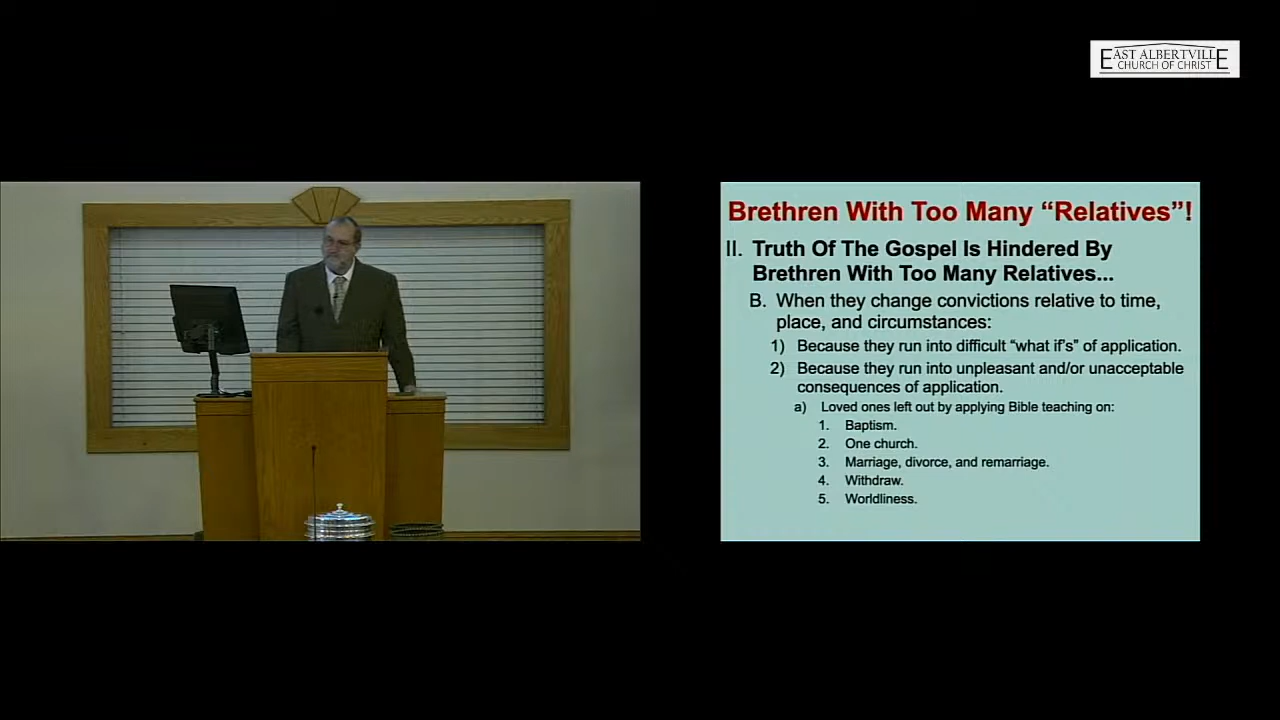 EAST ALBERTVILLE
CHURCH OF CHRIST
Brethren With Too Many “Relatives”!
II. Truth Of The Gospel Is Hindered By
Brethren With Too Many Relatives...
B. When they change convictions relative to time,
place, and circumstances:
1) Because they run into difficult “what if’s” of application.
2) Because they run into unpleasant and/or unacceptable
consequences of application.
a) Loved ones left out by applying Bible teaching on:
1. Baptism.
2. One church.
3. Marriage, divorce, and remarriage.
4. Withdraw.
5. Worldliness.